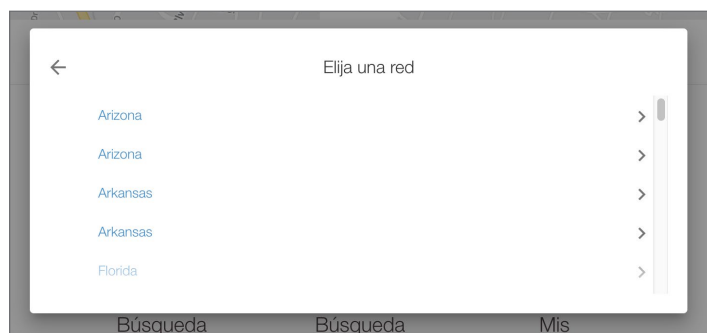 Elija una red
Arizona
Arizona
Arkansas
Arkansas
Florida
Búsqueda Búsqueda Mis